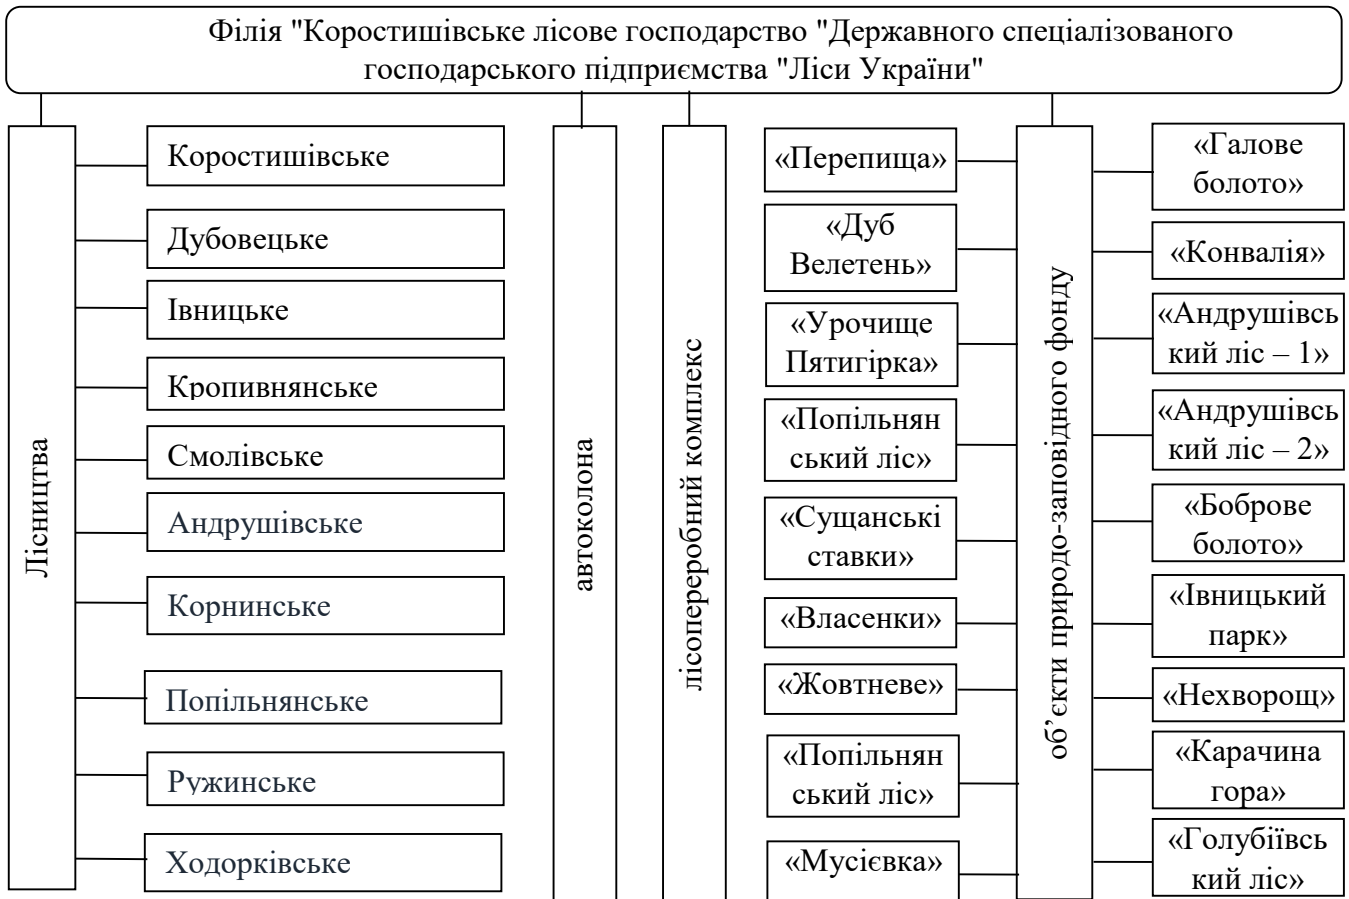 Філія "Коростишівське лісове господарство "Державного спеціалізованого
господарського підприємства "Ліси України"
Лісництва
Коростишівське
Дубовецьке
Івницьке
Кропивнянське
Смолівське
Андрушівське
Корнинське
Попільнянське
Ружинське
Ходорківське
автоколона
лісопереробний комплекс
«Перепища»
«Дуб
Велетень»
«Урочище
Пятигірка»
«Попільнян
ський ліс»
«Сущанські
ставки»
«Власенки»
«Жовтневе»
«Попільнян
ський ліс»
«Мусієвка»
об’єкти природо-заповідного фонду
«Галове
болото»
«Конвалія»
«Андрушівсь
кий ліс – 1»
«Андрушівсь
кий ліс – 2»
«Боброве
болото»
«Івницький
парк»
«Нехворощ»
«Карачина
гора»
«Голубіївсь
кий ліс»